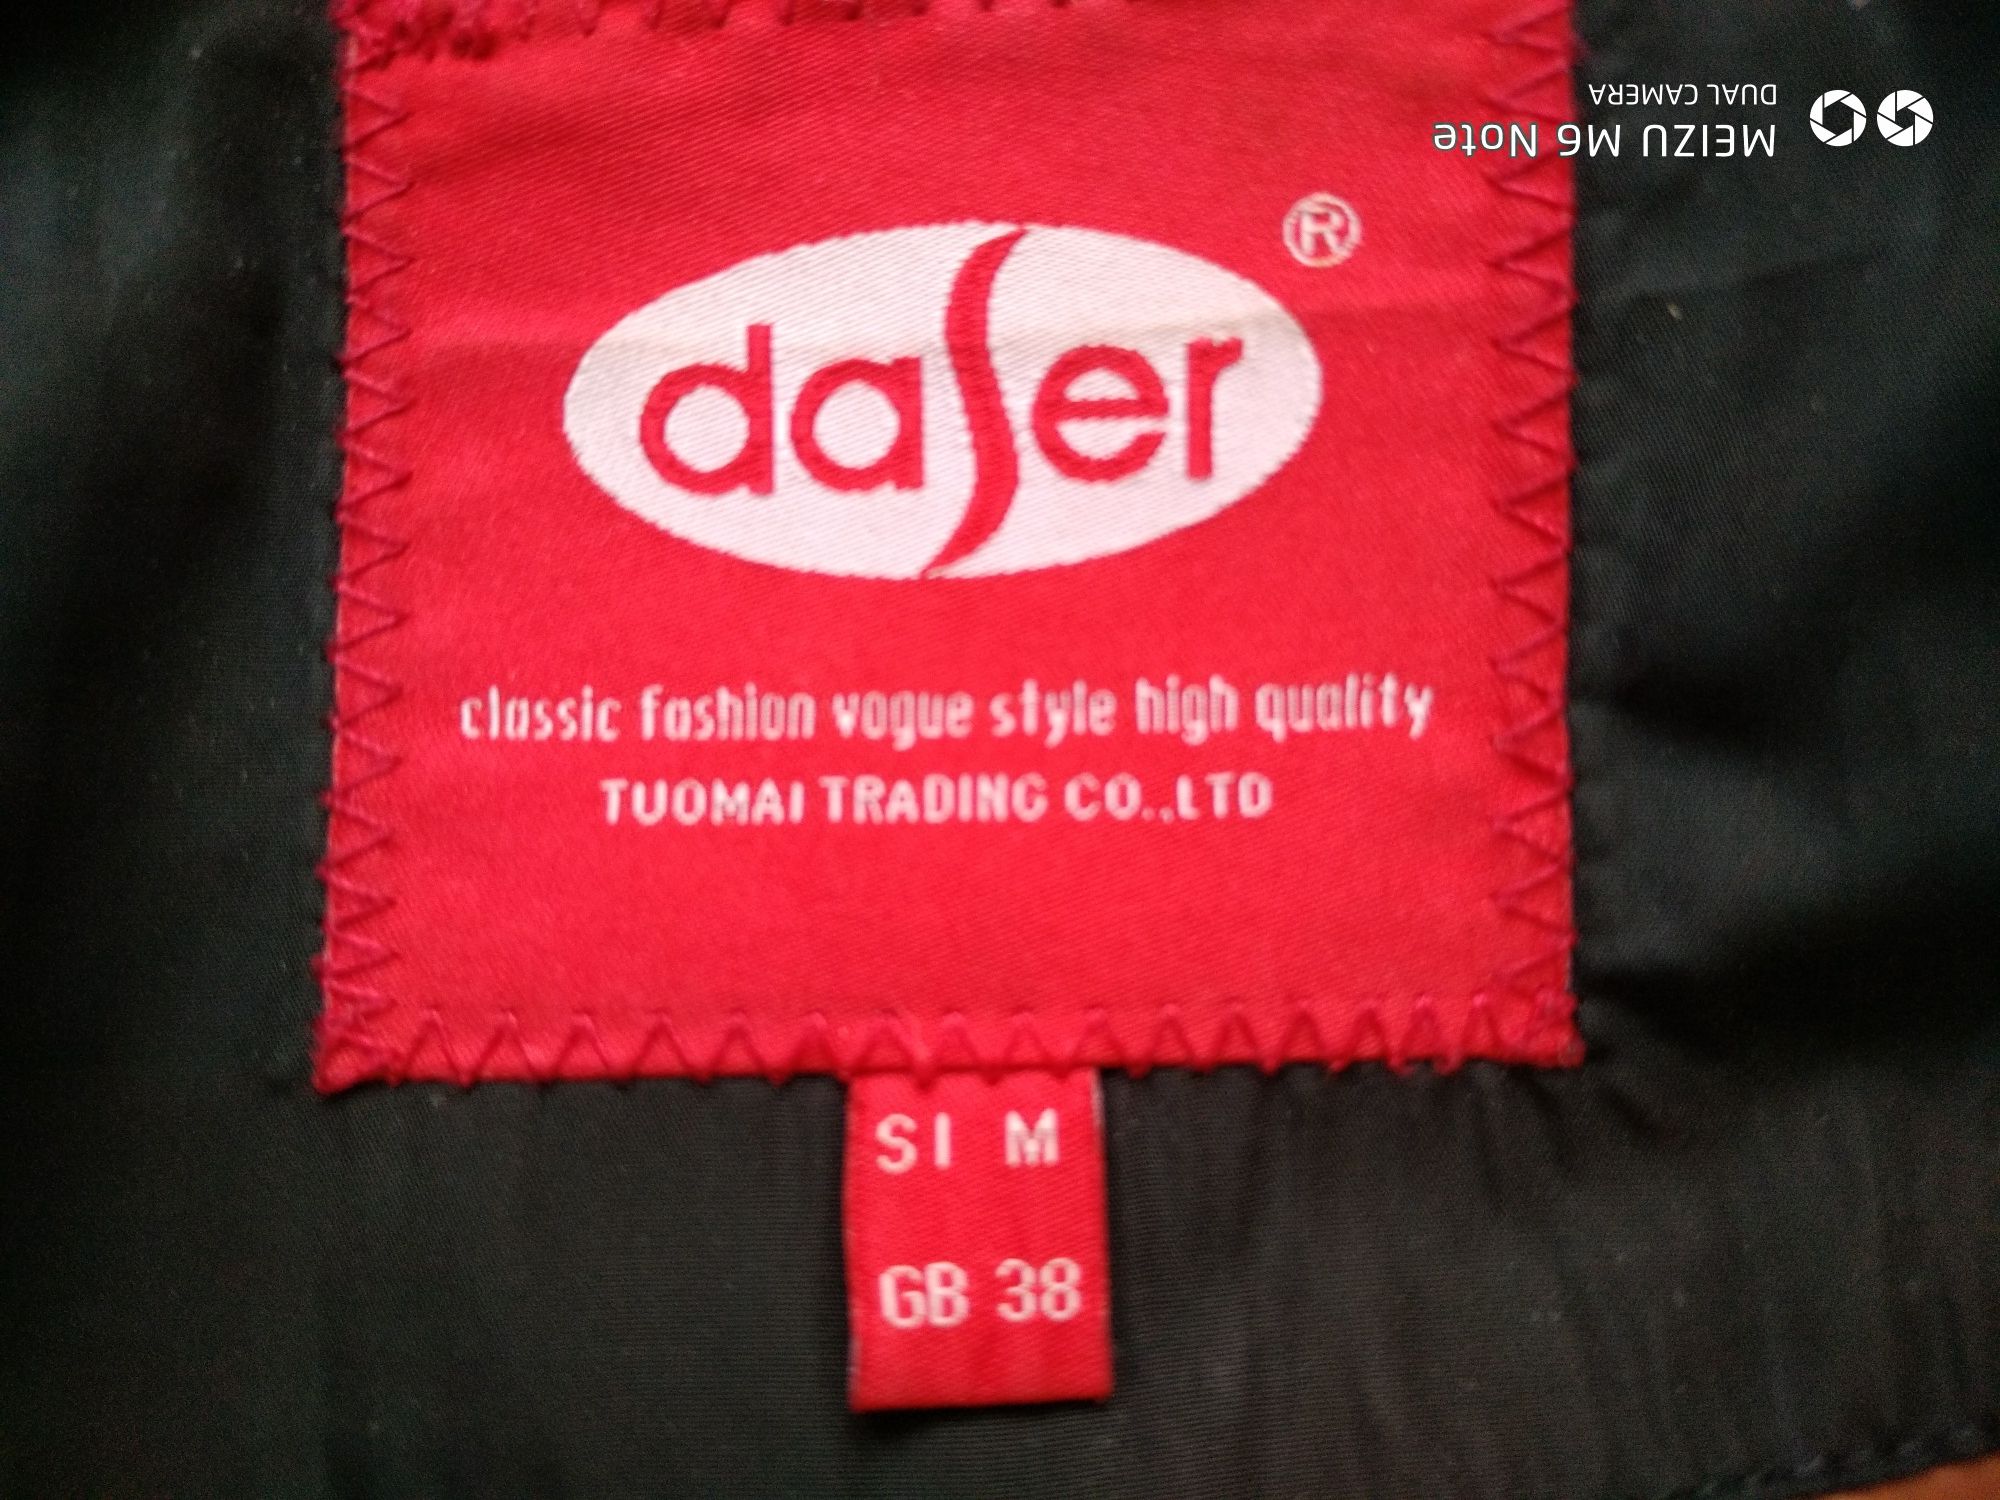 MEIZU M6 Note
DUAL CAMERA
daser
®
classic fashion vogue style high quality
TUOMAI TRADING CO.,LTD
SI M
GB 38